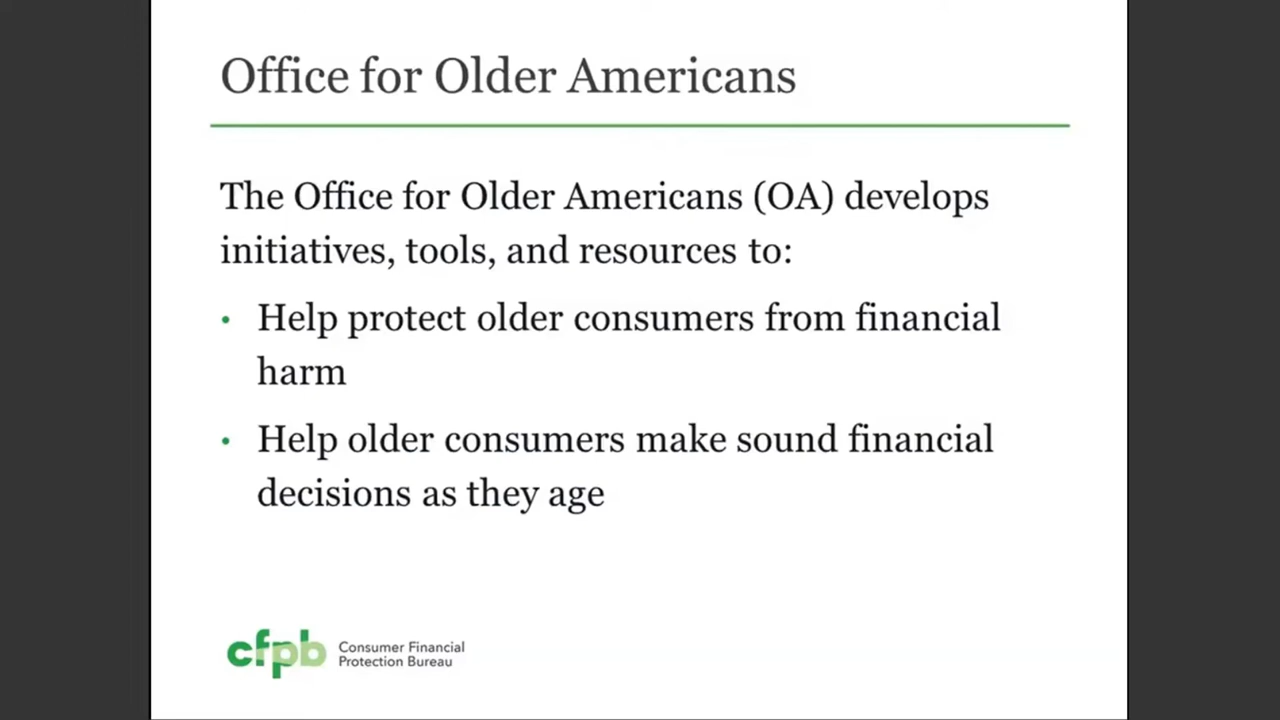 Office for Older Americans
The Office for Older Americans (OA) develops
initiatives, tools, and resources to:
• Help protect older consumers from financial
harm
• Help older consumers make sound financial
decisions as they age
cfpb Consumer Financial
Protection Bureau